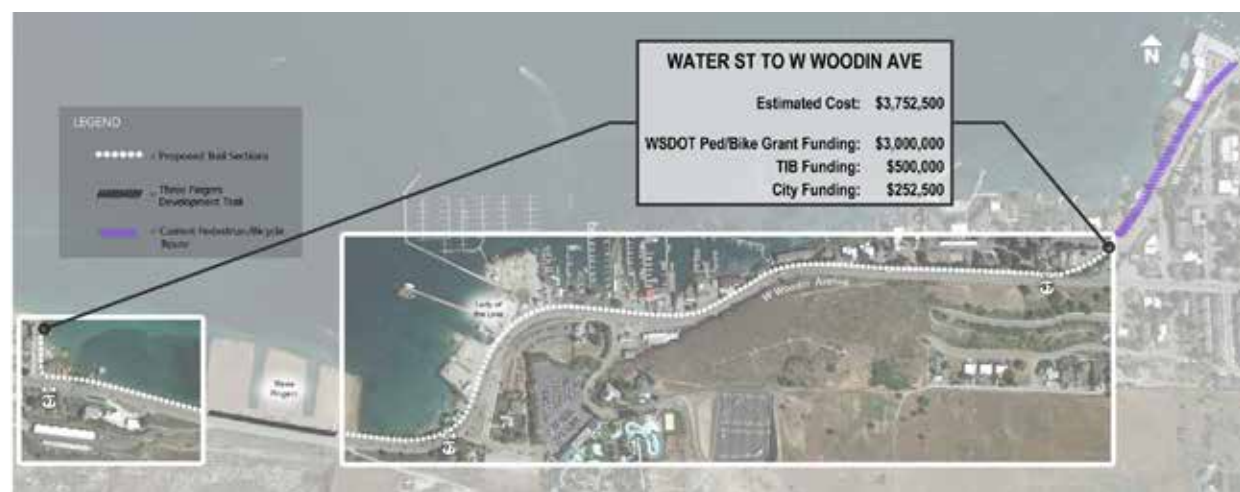 WATER ST TO W WOODIN AVE
Estimated Cost: $3,752,500
WSDOT Ped/Bike Grant Funding: $3,000,000
TIB Funding: $500,000
City Funding: $252,500
N
LEGEND
= Proposed Trail Sections
= Three Fingers
Development Trail
= Current Pedestrian/Bicycle
Route
Lady of
the Lake
W Woodin Avenue
Three
Fingers